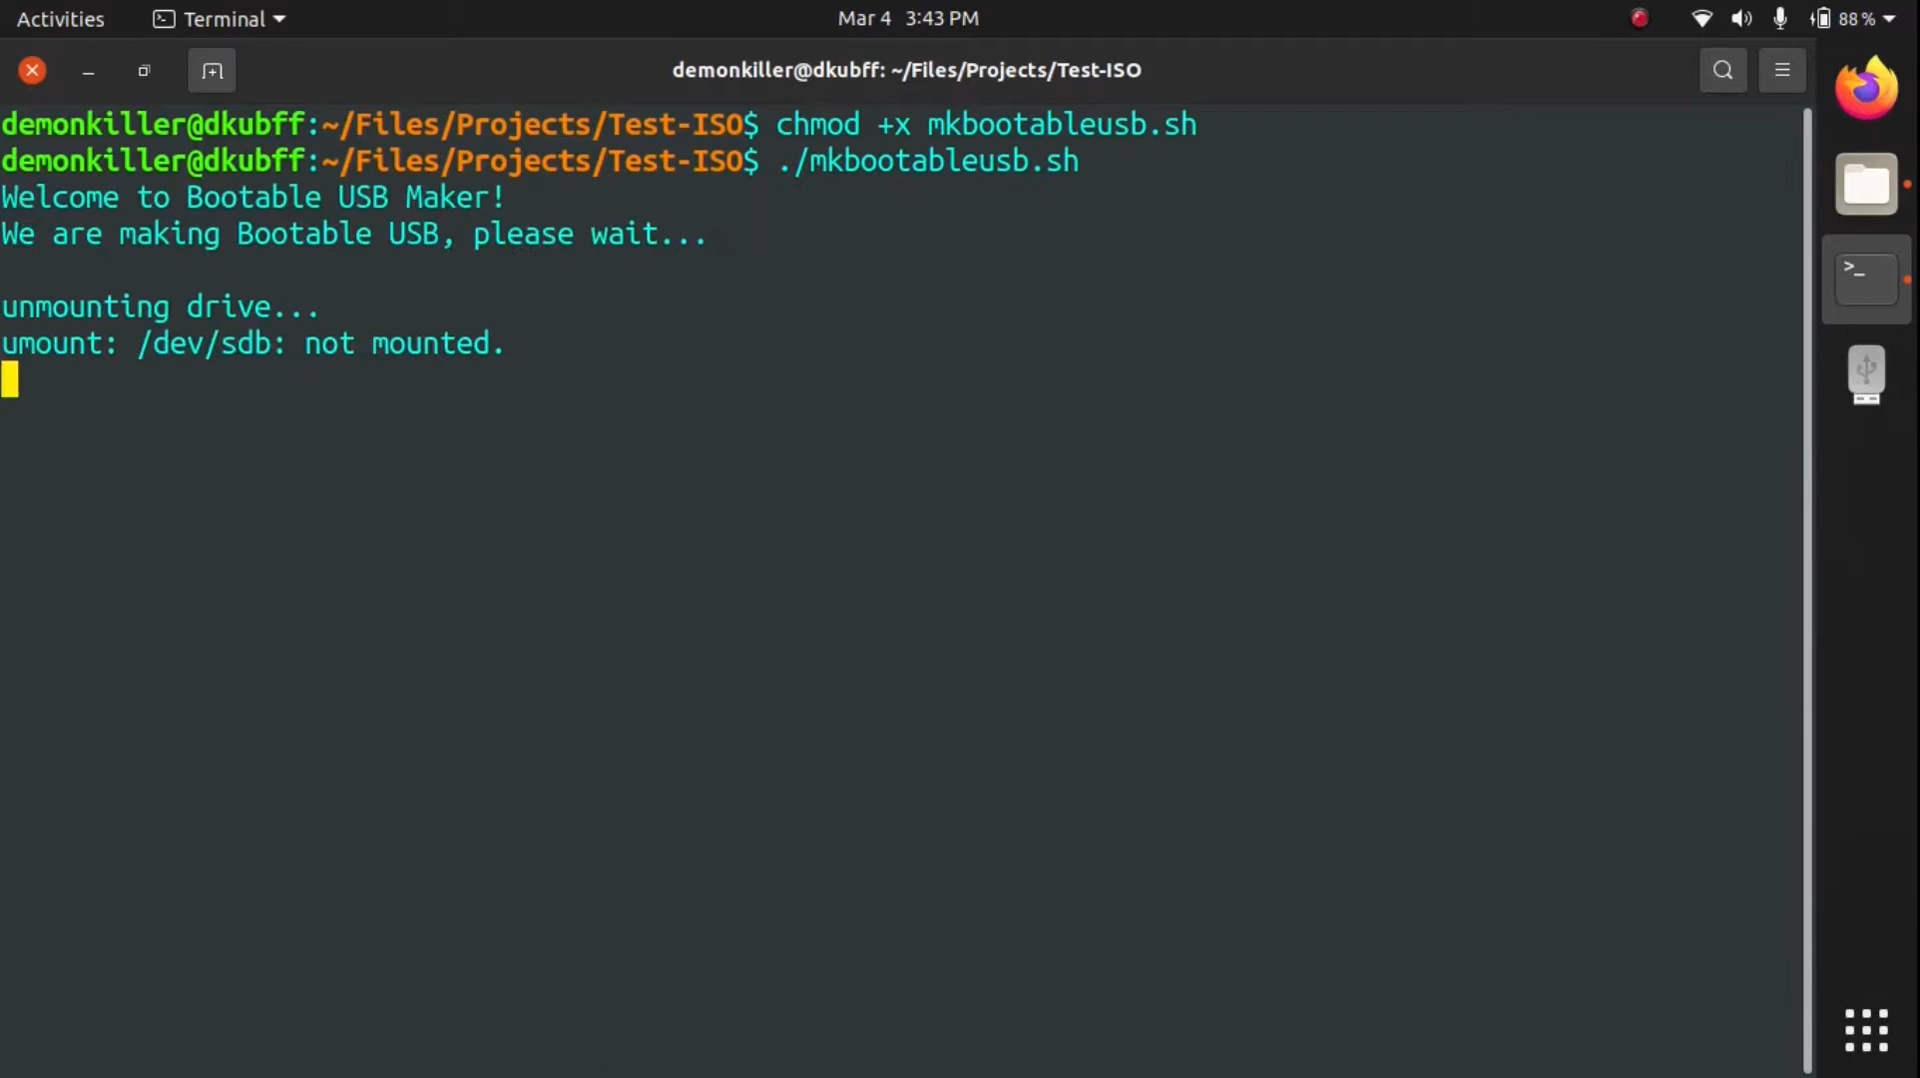 Activities Terminal Mar 4 3:43 PM 88 %
demonkiller@dkubff: ~/Files/Projects/Test-ISO
demonkiller@dkubff:~/Files/Projects/Test-ISO$ chmod +x mkbootableusb.sh
demonkiller@dkubff:~/Files/Projects/Test-ISO$ ./mkbootableusb.sh
Welcome to Bootable USB Maker!
We are making Bootable USB, please wait...
unmounting drive...
umount: /dev/sdb: not mounted.